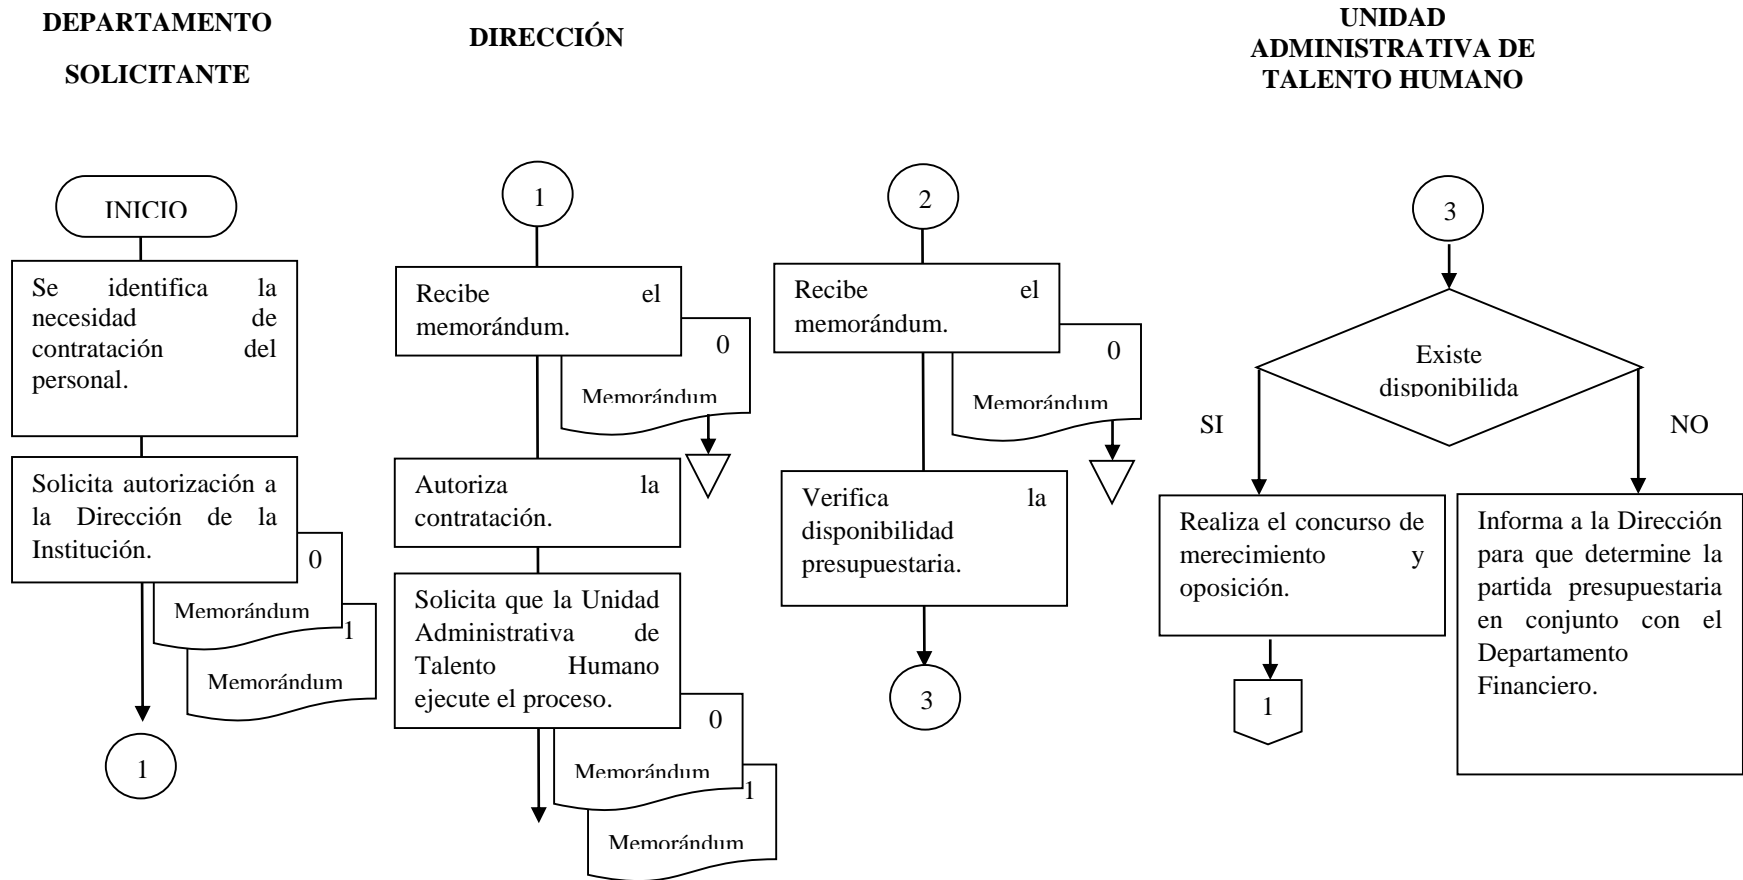 DEPARTAMENTO
SOLICITANTE
DIRECCIÓN
UNIDAD
ADMINISTRATIVA DE
TALENTO HUMANO
INICIO
Se identifica la
necesidad de
contratación del
personal.
Solicita autorización a
la Dirección de la
Institución.
0
Memorándum
1
Memorándum
1
1
Recibe el
memorándum.
0
Memorándum
Autoriza la
contratación.
Solicita que la Unidad
Administrativa de
Talento Humano
ejecute el proceso.
0
Memorándum
1
Memorándum
2
Recibe el
memorándum.
0
Memorándum
Verifica la
disponibilidad
presupuestaria.
3
3
Existe
disponibilida
SI
NO
Realiza el concurso de
merecimiento y
oposición.
1
Informa a la Dirección
para que determine la
partida presupuestaria
en conjunto con el
Departamento
Financiero.